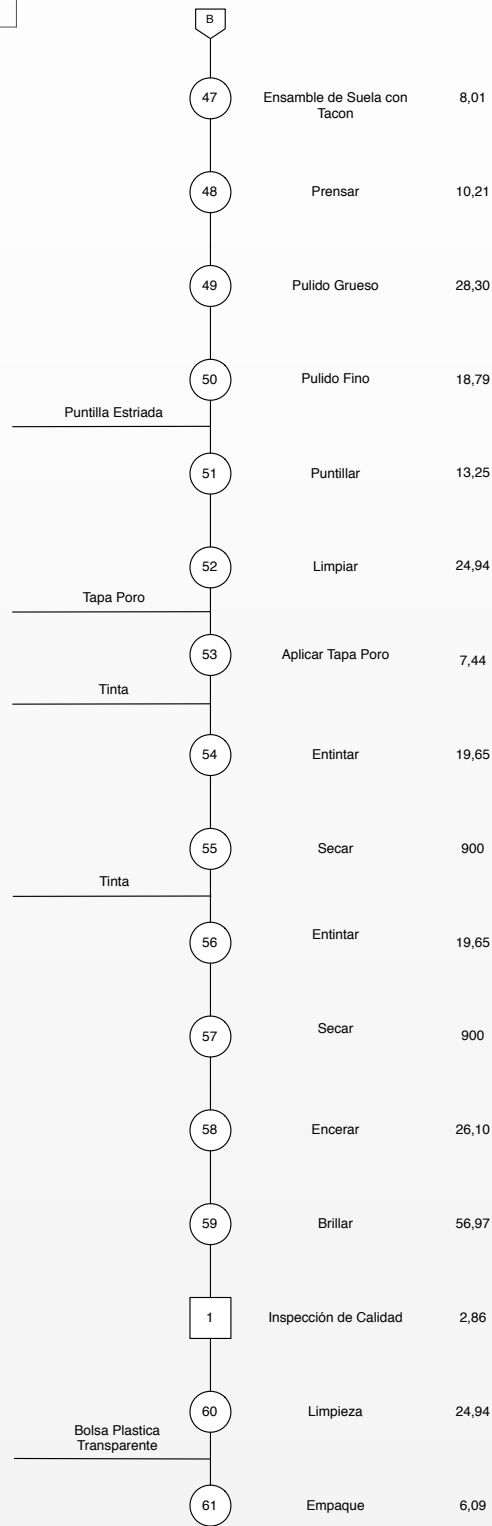 B
47 Ensamble de Suela con 8,01
Tacon
48 Prensar 10,21
49 Pulido Grueso 28,30
50 Pulido Fino 18,79
Puntilla Estriada
51 Puntillar 13,25
52 Limpiar 24,94
Tapa Poro
53 Aplicar Tapa Poro 7,44
Tinta
54 Entintar 19,65
55 Secar 900
Tinta
56 Entintar 19,65
57 Secar 900
58 Encerar 26,10
59 Brillar 56,97
1 Inspección de Calidad 2,86
60 Limpieza 24,94
Bolsa Plastica
Transparente
61 Empaque 6,09